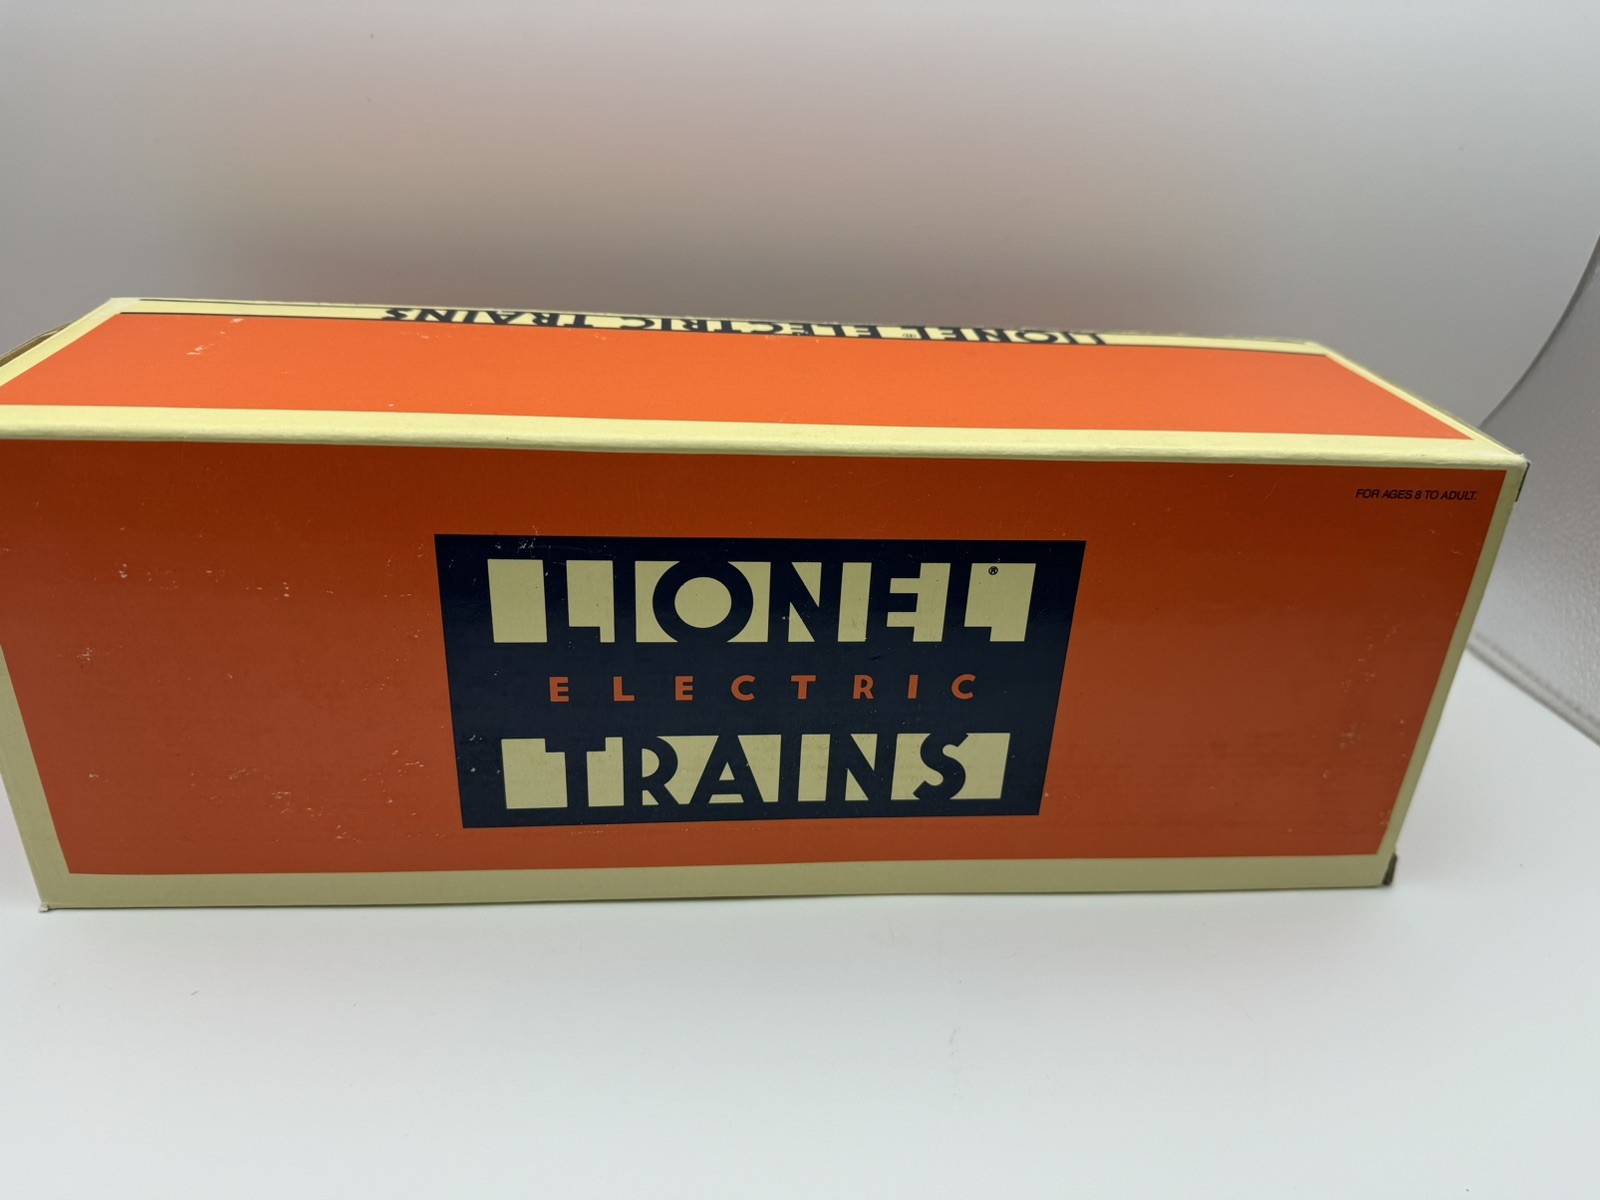 LIONEL® ELECTRIC TRAINS
FOR AGES 8 TO ADULT.
LIONEL®
ELECTRIC
TRAINS